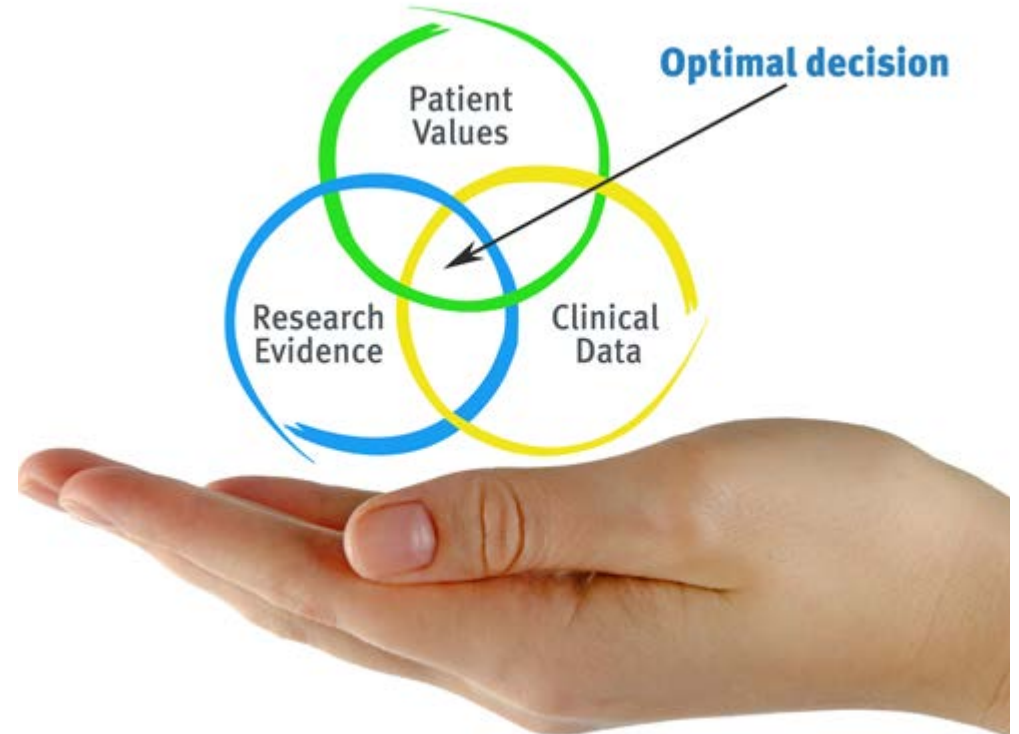 Optimal decision
Patient
Values
Research
Evidence
Clinical
Data